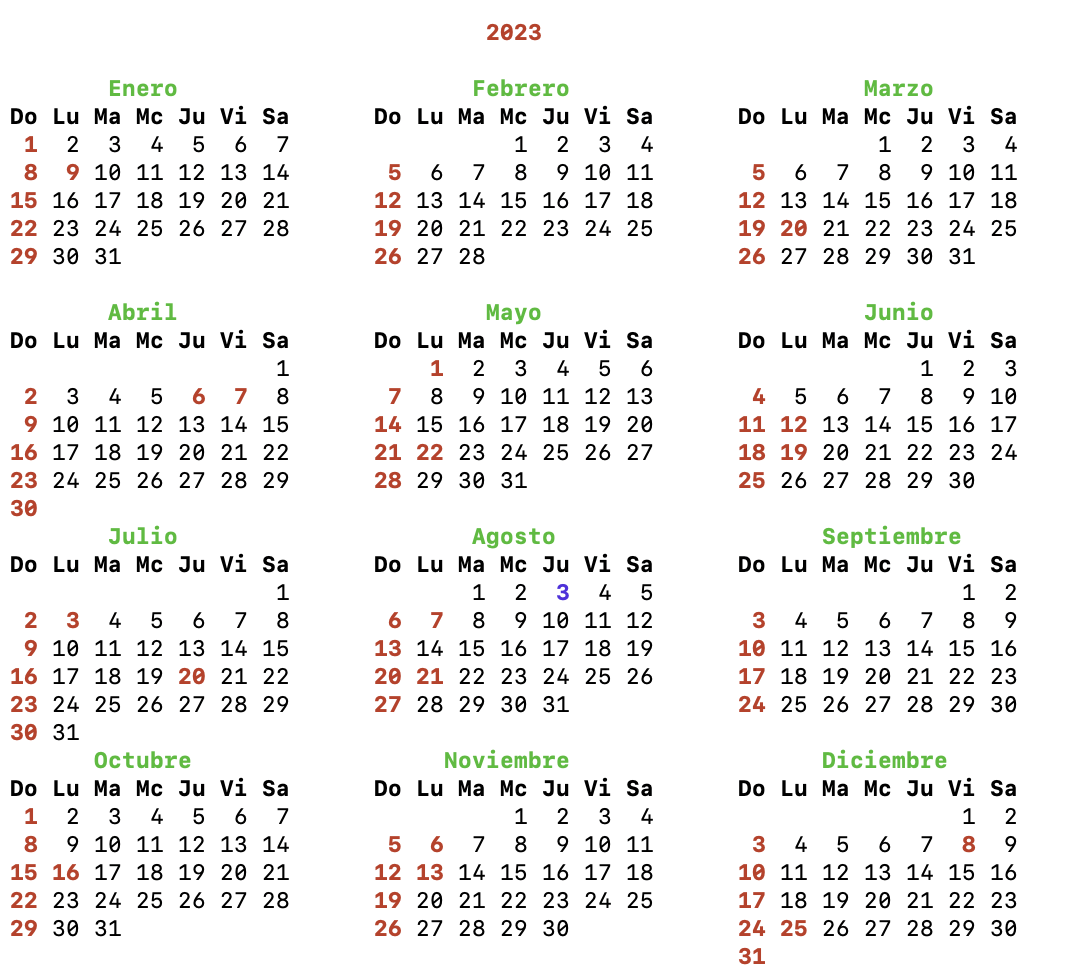 2023
Enero Febrero Marzo
Do Lu Ma Mc Ju Vi Sa Do Lu Ma Mc Ju Vi Sa Do Lu Ma Mc Ju Vi Sa
1 2 3 4 5 6 7 1 2 3 4 1 2 3 4
8 9 10 11 12 13 14 5 6 7 8 9 10 11 5 6 7 8 9 10 11
15 16 17 18 19 20 21 12 13 14 15 16 17 18 12 13 14 15 16 17 18
22 23 24 25 26 27 28 19 20 21 22 23 24 25 19 20 21 22 23 24 25
29 30 31 26 27 28 26 27 28 29 30 31
Abril Mayo Junio
Do Lu Ma Mc Ju Vi Sa Do Lu Ma Mc Ju Vi Sa Do Lu Ma Mc Ju Vi Sa
1 1 2 3 4 5 6 1 2 3
2 3 4 5 6 7 8 7 8 9 10 11 12 13 4 5 6 7 8 9 10
9 10 11 12 13 14 15 14 15 16 17 18 19 20 11 12 13 14 15 16 17
16 17 18 19 20 21 22 21 22 23 24 25 26 27 18 19 20 21 22 23 24
23 24 25 26 27 28 29 28 29 30 31 25 26 27 28 29 30
30
Julio Agosto Septiembre
Do Lu Ma Mc Ju Vi Sa Do Lu Ma Mc Ju Vi Sa Do Lu Ma Mc Ju Vi Sa
1 1 2 3 4 5 1 2
2 3 4 5 6 7 8 6 7 8 9 10 11 12 3 4 5 6 7 8 9
9 10 11 12 13 14 15 13 14 15 16 17 18 19 10 11 12 13 14 15 16
16 17 18 19 20 21 22 20 21 22 23 24 25 26 17 18 19 20 21 22 23
23 24 25 26 27 28 29 27 28 29 30 31 24 25 26 27 28 29 30
30 31
Octubre Noviembre Diciembre
Do Lu Ma Mc Ju Vi Sa Do Lu Ma Mc Ju Vi Sa Do Lu Ma Mc Ju Vi Sa
1 2 3 4 5 6 7 1 2 3 4 1 2
8 9 10 11 12 13 14 5 6 7 8 9 10 11 3 4 5 6 7 8 9
15 16 17 18 19 20 21 12 13 14 15 16 17 18 10 11 12 13 14 15 16
22 23 24 25 26 27 28 19 20 21 22 23 24 25 17 18 19 20 21 22 23
29 30 31 26 27 28 29 30 24 25 26 27 28 29 30
31